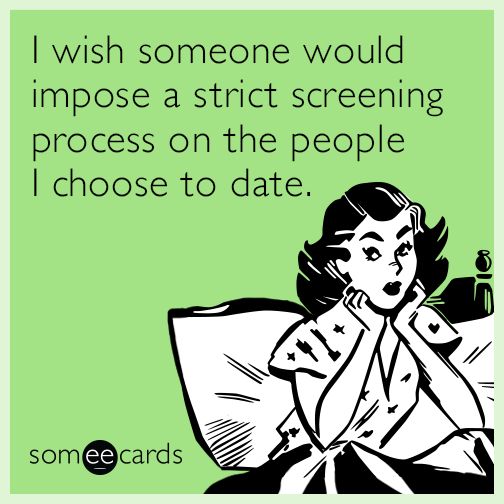 I wish someone would
impose a strict screening
process on the people
I choose to date.
someecards